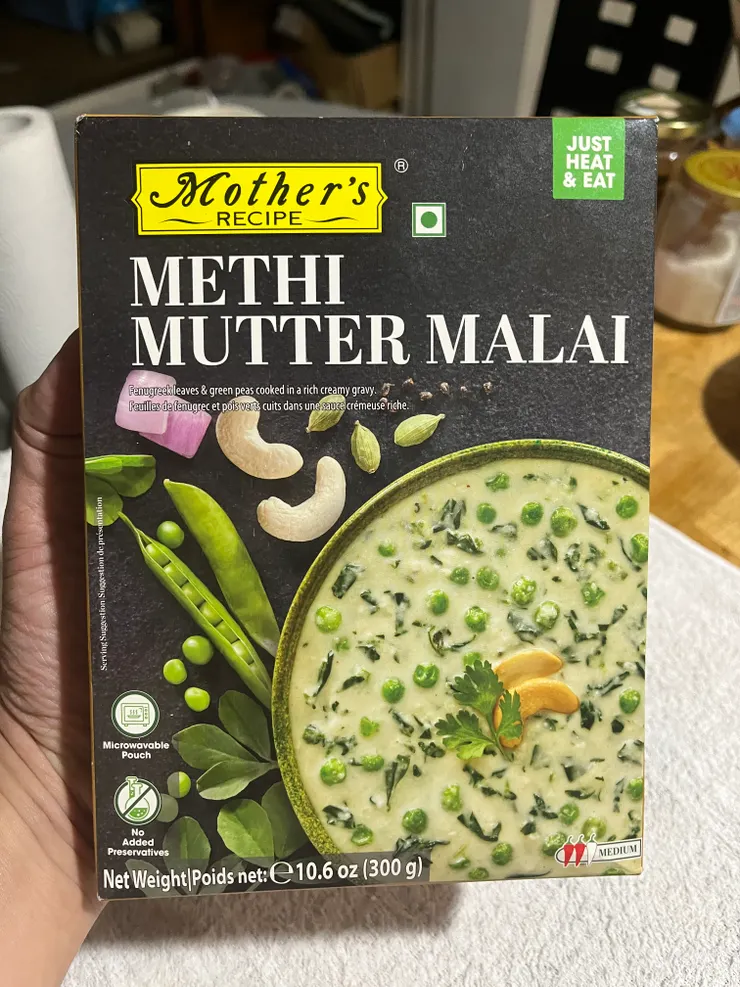 Mother's
RECIPE
®
JUST
HEAT
& EAT
METHI
MUTTER MALAI
Fenugreek leaves & green peas cooked in a rich creamy gravy.
Feuilles de fenugrec et pois verts cuits dans une sauce crémeuse riche.
Serving Suggestion/Suggestion de présentation
Microwavable
Pouch
No
Added
Preservatives
MEDIUM
Net Weight|Poids net: ℮ 10.6 oz (300 g)